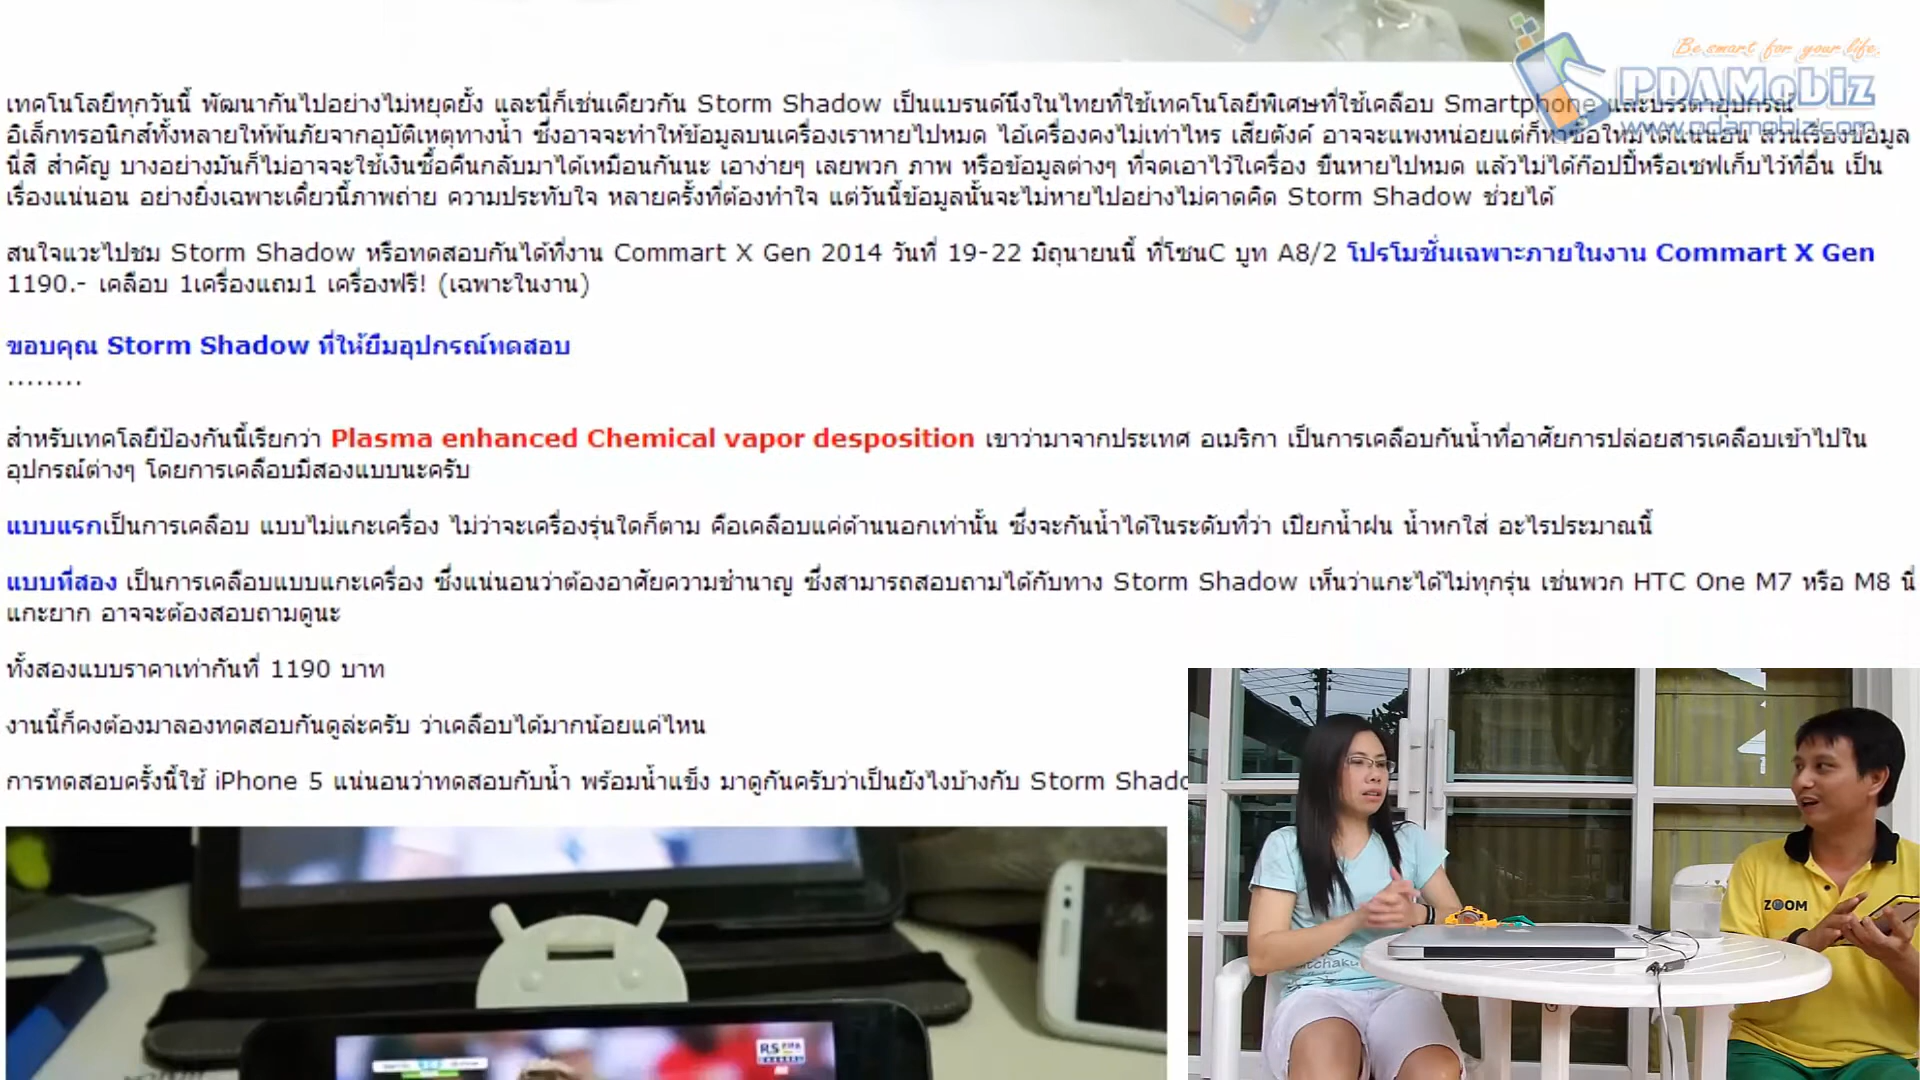 Be smart for your life.
PDAMobiz
www.pdamobiz.com
เทคโนโลยีทุกวันนี้ พัฒนากันไปอย่างไม่หยุดยั้ง และนี่ก็เช่นเดียวกัน Storm Shadow เป็นแบรนด์นึงในไทยที่ใช้เทคโนโลยีพิเศษที่ใช้เคลือบ Smartphone และบรรดาอุปกรณ์
อิเล็กทรอนิกส์ทั้งหลายให้พ้นภัยจากอุบัติเหตุทางน้ำ ซึ่งอาจจะทำให้ข้อมูลบนเครื่องเราหายไปหมด ไอ้เครื่องคงไม่เท่าไหร เสียตังค์ อาจจะแพงหน่อยแต่ก็หาซื้อใหม่ได้แน่นอน ส่วนเรื่องข้อมูล
นี่สิ สำคัญ บางอย่างมันก็ไม่อาจจะใช้เงินซื้อคืนกลับมาได้เหมือนกันนะ เอาง่ายๆ เลยพวก ภาพ หรือข้อมูลต่างๆ ที่จดเอาไว้ใเครื่อง ขืนหายไปหมด แล้วไม่ได้ก๊อปปี้หรือเซฟเก็บไว้ที่อื่น เป็น
เรื่องแน่นอน อย่างยิ่งเฉพาะเดี๋ยวนี้ภาพถ่าย ความประทับใจ หลายครั้งที่ต้องทำใจ แต่วันนี้ข้อมูลนั้นจะไม่หายไปอย่างไม่คาดคิด Storm Shadow ช่วยได้
สนใจแวะไปชม Storm Shadow หรือทดสอบกันได้ที่งาน Commart X Gen 2014 วันที่ 19-22 มิถุนายนนี้ ที่โซนC บูท A8/2 โปรโมชั่นเฉพาะภายในงาน Commart X Gen
1190.- เคลือบ 1เครื่องแถม1 เครื่องฟรี! (เฉพาะในงาน)
ขอบคุณ Storm Shadow ที่ให้ยืมอุปกรณ์ทดสอบ
........
สำหรับเทคโลยีป้องกันนี้เรียกว่า Plasma enhanced Chemical vapor desposition เขาว่ามาจากประเทศ อเมริกา เป็นการเคลือบกันน้ำที่อาศัยการปล่อยสารเคลือบเข้าไปใน
อุปกรณ์ต่างๆ โดยการเคลือบมีสองแบบนะครับ
แบบแรกเป็นการเคลือบ แบบไม่แกะเครื่อง ไม่ว่าจะเครื่องรุ่นใดก็ตาม คือเคลือบแค่ด้านนอกเท่านั้น ซึ่งจะกันน้ำได้ในระดับที่ว่า เปียกน้ำฝน น้ำหกใส่ อะไรประมาณนี้
แบบที่สอง เป็นการเคลือบแบบแกะเครื่อง ซึ่งแน่นอนว่าต้องอาศัยความชำนาญ ซึ่งสามารถสอบถามได้กับทาง Storm Shadow เห็นว่าแกะได้ไม่ทุกรุ่น เช่นพวก HTC One M7 หรือ M8 นี่
แกะยาก อาจจะต้องสอบถามดูนะ
ทั้งสองแบบราคาเท่ากันที่ 1190 บาท
งานนี้ก็คงต้องมาลองทดสอบกันดูล่ะครับ ว่าเคลือบได้มากน้อยแค่ไหน
การทดสอบครั้งนี้ใช้ iPhone 5 แน่นอนว่าทดสอบกับน้ำ พร้อมน้ำแข็ง มาดูกันครับว่าเป็นยังไงบ้างกับ Storm Shado
ZOOM
RS